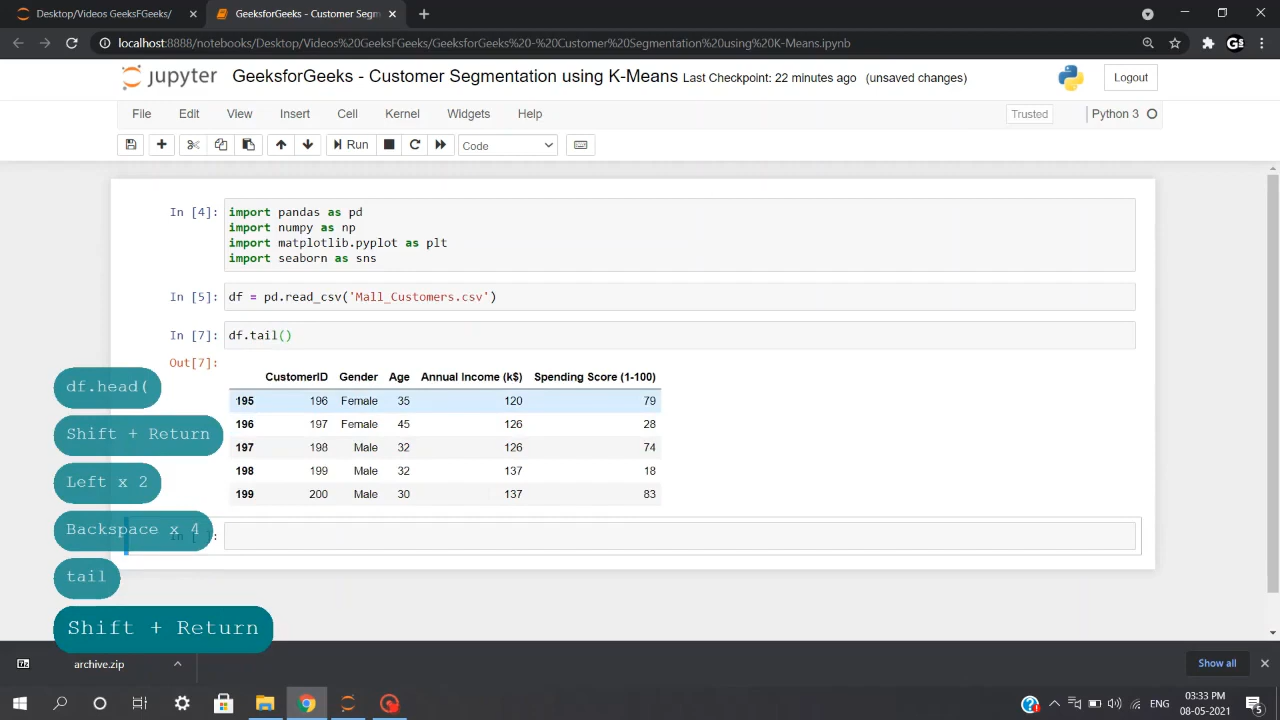 Desktop/Videos GeeksFGeeks/
GeeksforGeeks - Customer Segm
localhost:8888/notebooks/Desktop/Videos%20GeeksFGeeks/GeeksforGeeks%20-%20Customer%20Segmentation%20using%20K-Means.ipynb
jupyter GeeksforGeeks - Customer Segmentation using K-Means Last Checkpoint: 22 minutes ago (unsaved changes) Logout
File Edit View Insert Cell Kernel Widgets Help Trusted Python 3
Run Code
In [4]: import pandas as pd
import numpy as np
import matplotlib.pyplot as plt
import seaborn as sns
In [5]: df = pd.read_csv('Mall_Customers.csv')
In [7]: df.tail()
Out[7]:
CustomerID Gender Age Annual Income (k$) Spending Score (1-100)
195 196 Female 35 120 79
196 197 Female 45 126 28
197 198 Male 32 126 74
198 199 Male 32 137 18
199 200 Male 30 137 83
In [ ]:
df.head(
Shift + Return
Left x 2
Backspace x 4
tail
Shift + Return
archive.zip Show all
ENG 03:33 PM
08-05-2021 5